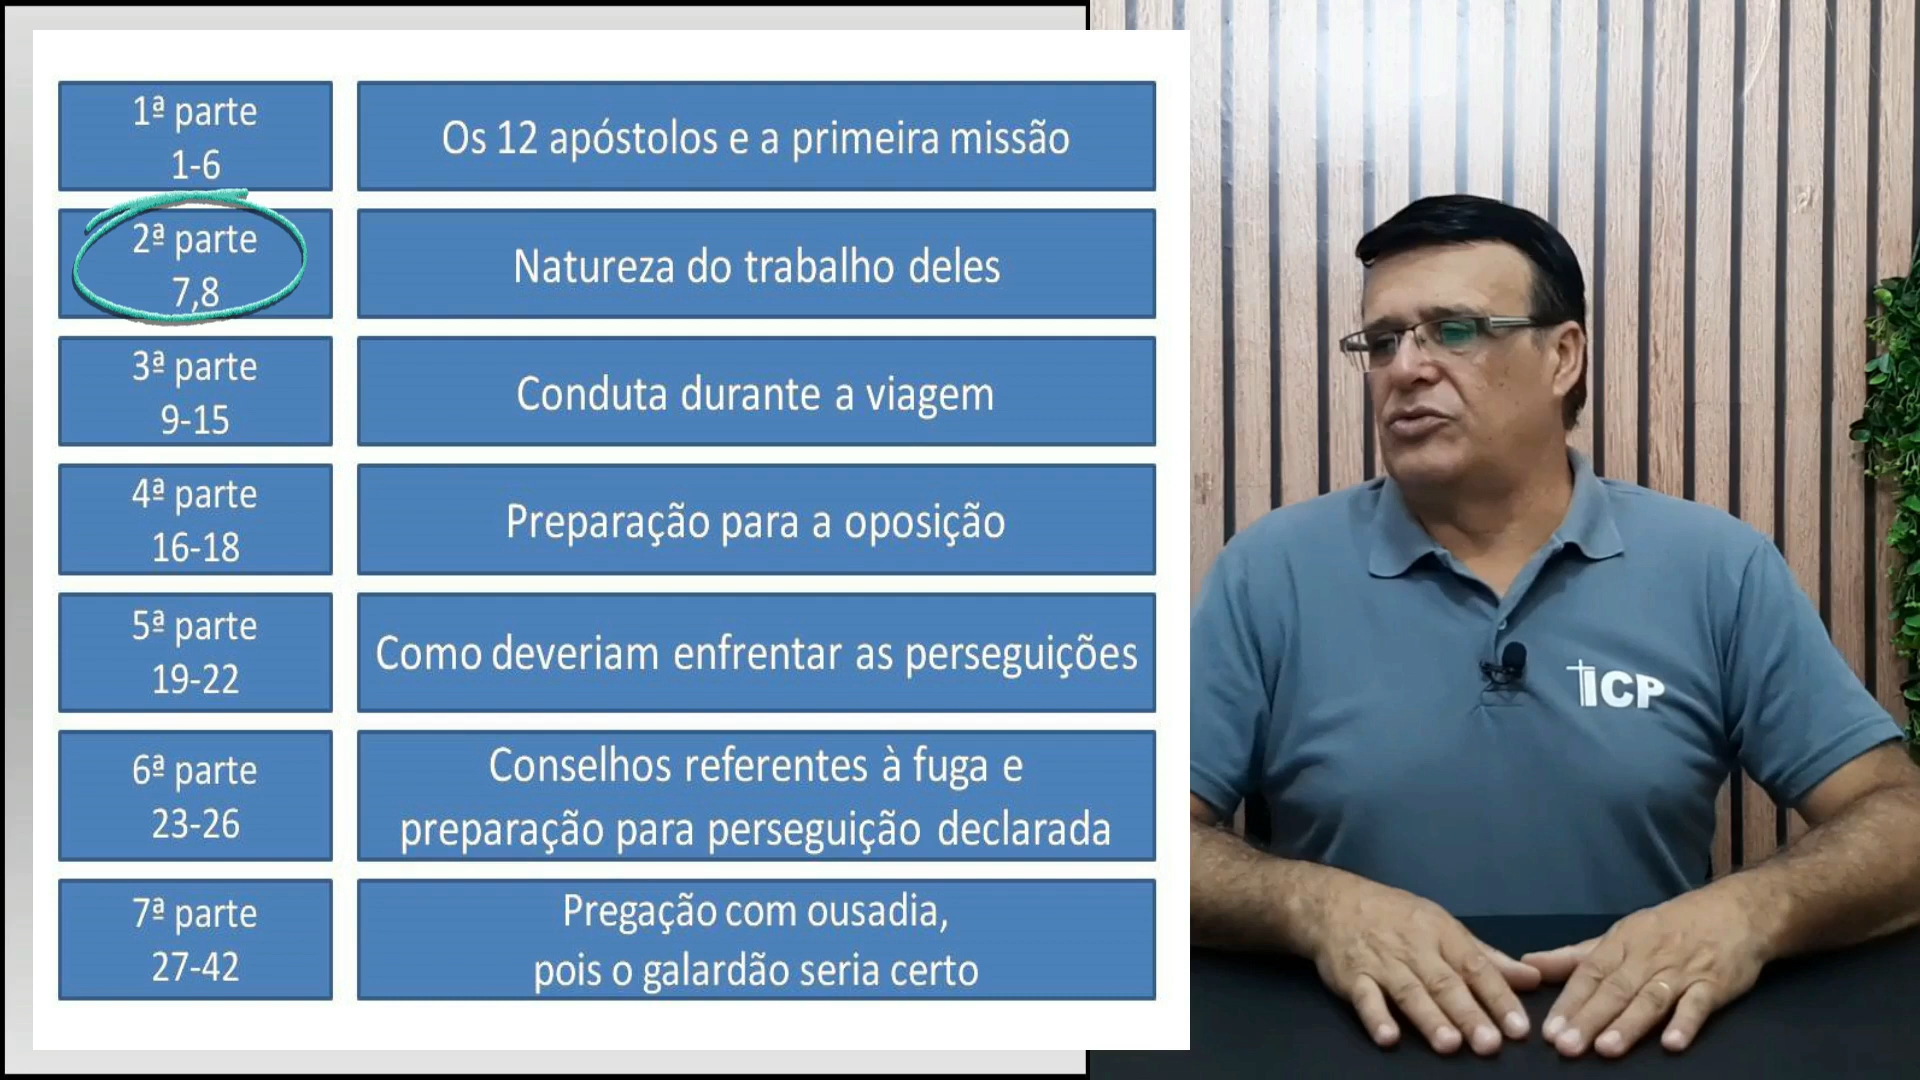 1ª parte
1-6
Os 12 apóstolos e a primeira missão
2ª parte
7,8
Natureza do trabalho deles
3ª parte
9-15
Conduta durante a viagem
4ª parte
16-18
Preparação para a oposição
5ª parte
19-22
Como deveriam enfrentar as perseguições
6ª parte
23-26
Conselhos referentes à fuga e
preparação para perseguição declarada
7ª parte
27-42
Pregação com ousadia,
pois o galardão seria certo
ICP